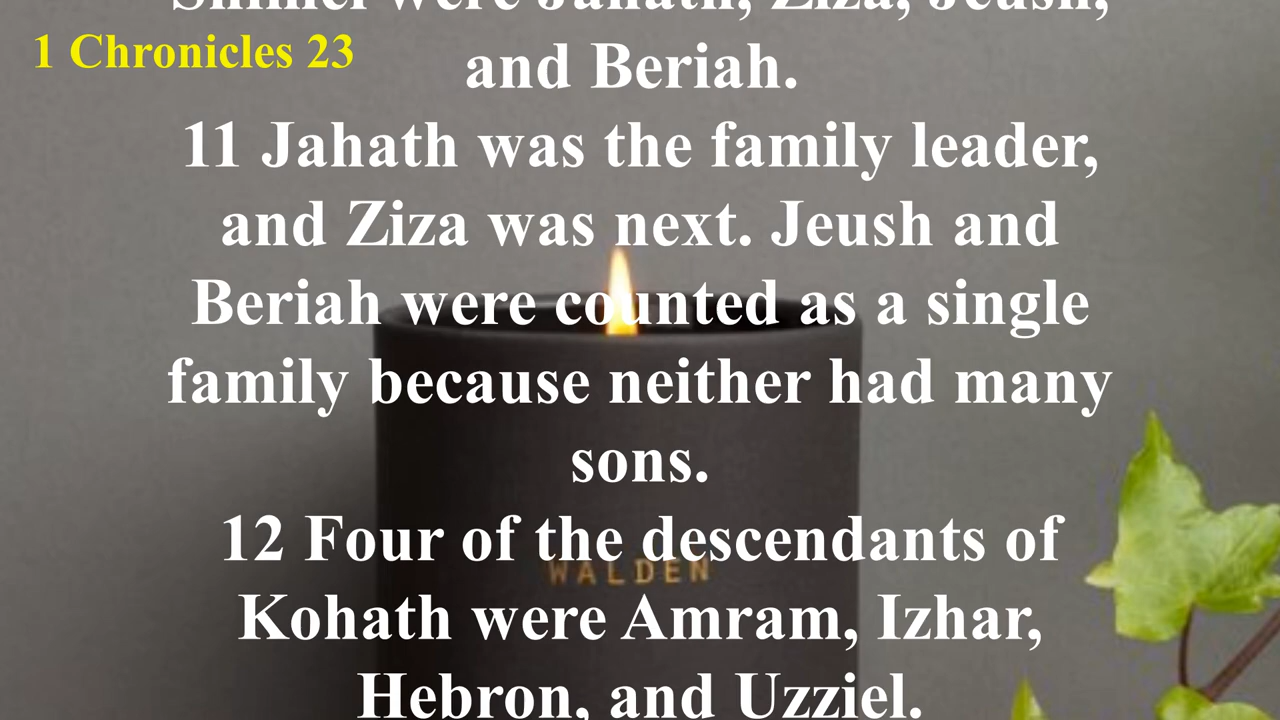 1 Chronicles 23
Shimei were Jahath, Ziza, Jeush,
and Beriah.
11 Jahath was the family leader,
and Ziza was next. Jeush and
Beriah were counted as a single
family because neither had many
sons.
12 Four of the descendants of
WALDEN
Kohath were Amram, Izhar,
Hebron, and Uzziel.